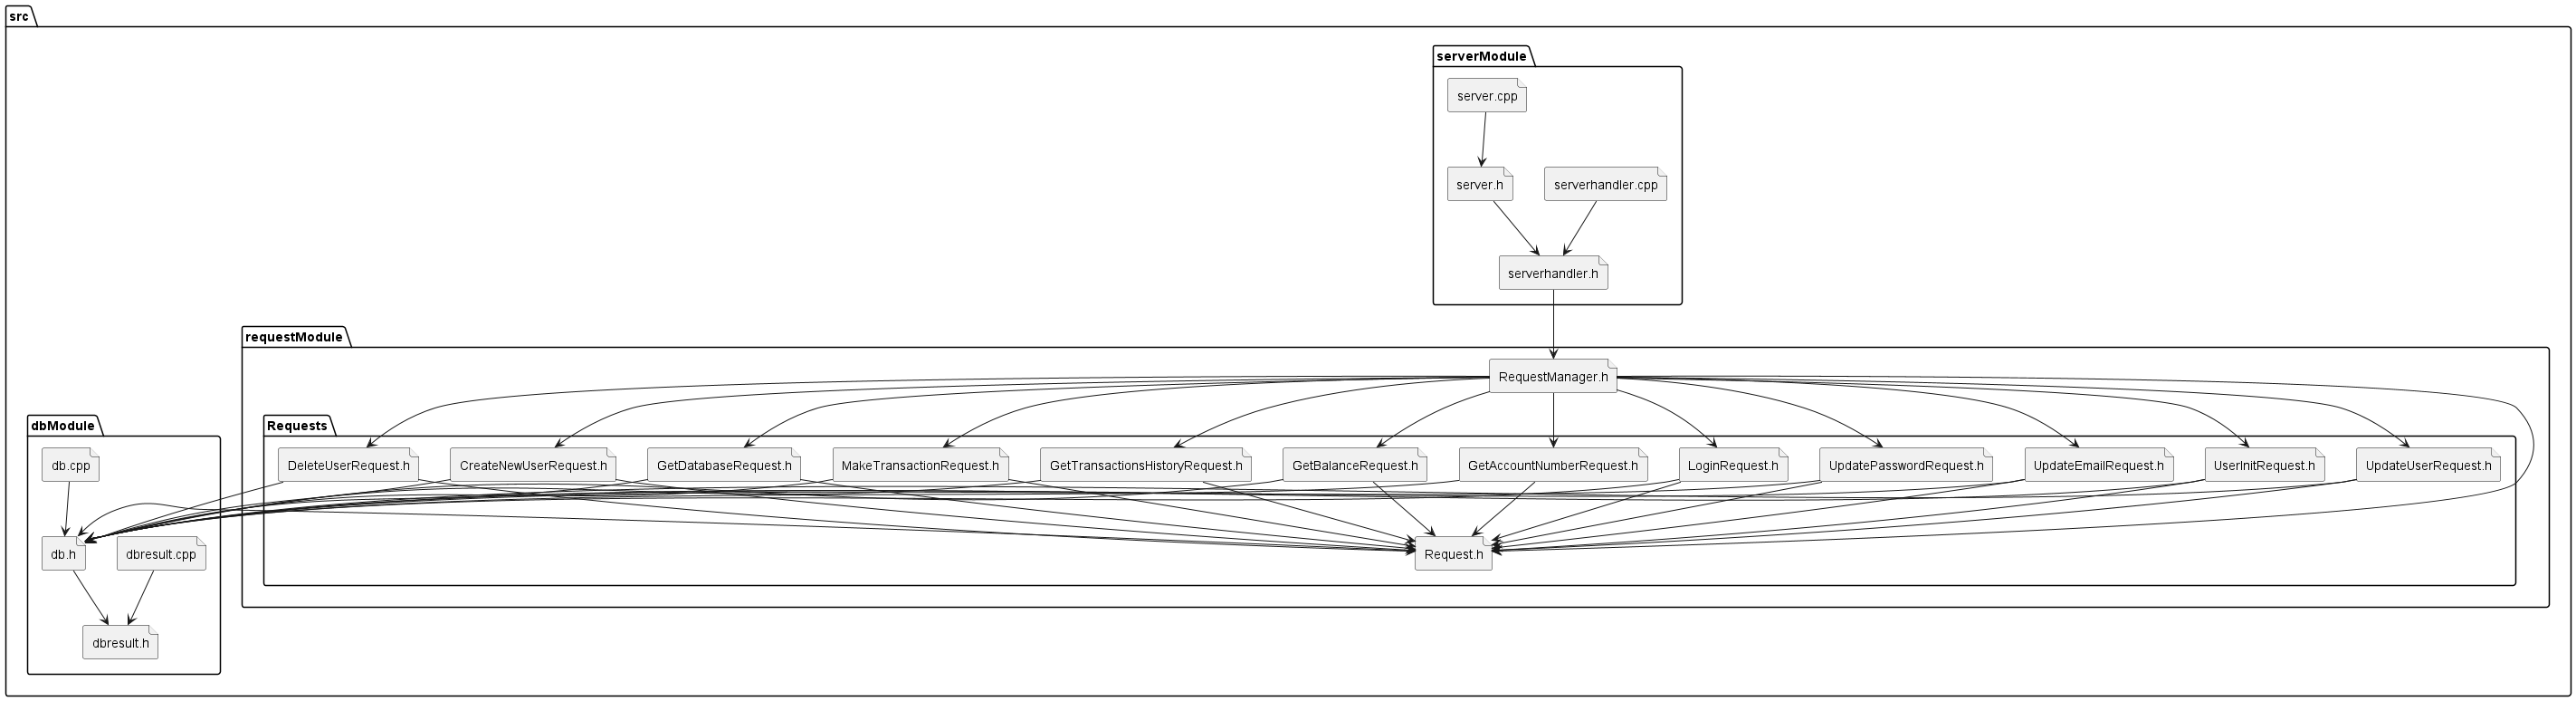 src
serverModule
server.cpp
server.h
serverhandler.cpp
serverhandler.h
requestModule
RequestManager.h
dbModule
Requests
db.cpp
DeleteUserRequest.h
CreateNewUserRequest.h
GetDatabaseRequest.h
MakeTransactionRequest.h
GetTransactionsHistoryRequest.h
GetBalanceRequest.h
GetAccountNumberRequest.h
LoginRequest.h
UpdatePasswordRequest.h
UpdateEmailRequest.h
UserInitRequest.h
UpdateUserRequest.h
db.h
dbresult.cpp
Request.h
dbresult.h